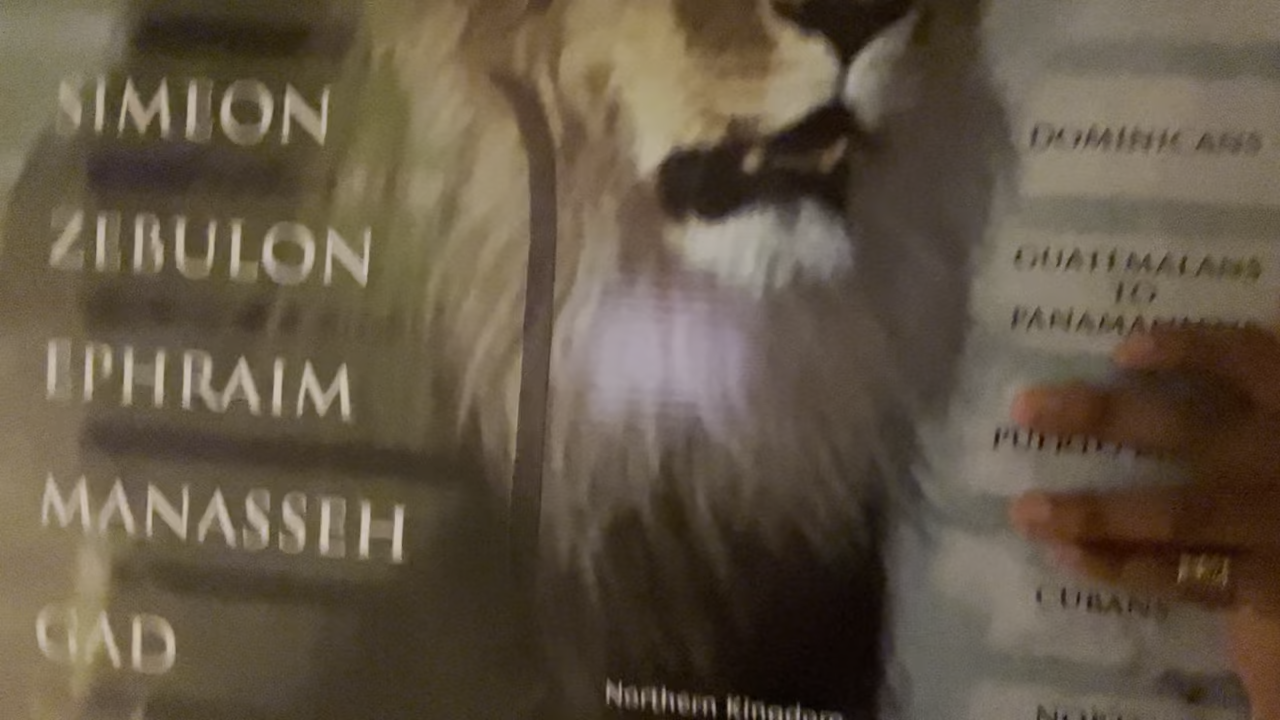 SIMEON
DOMINICANS
ZEBULON
GUATEMALANS
TO
EPHRAIM
MANASSEH
CUBANS
GAD
Northern Kingdom